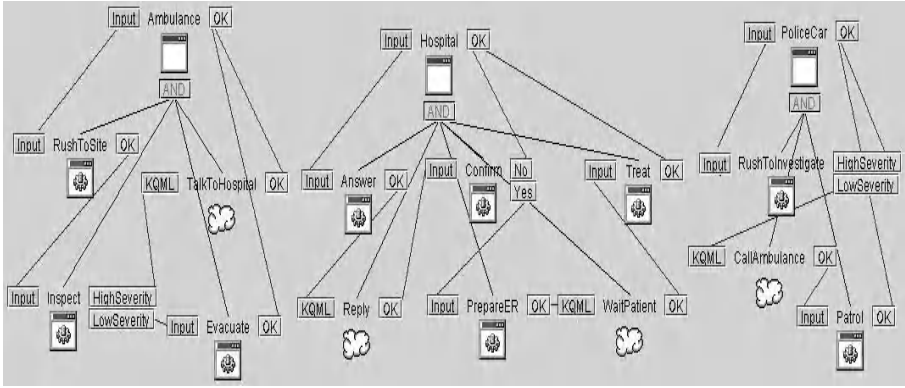 Input Ambulance OK
AND
Input RushToSite OK
KQML TalkToHospital OK
Input Inspect HighSeverity
LowSeverity Input Evacuate OK
Input Hospital OK
AND
Input Answer OK Input Confirm No
Yes
Input Treat OK
KQML Reply OK Input PrepareER OK KQML WaitPatient OK
Input PoliceCar OK
AND
Input RushToInvestigate HighSeverity
LowSeverity
KQML CallAmbulance OK
Input Patrol OK